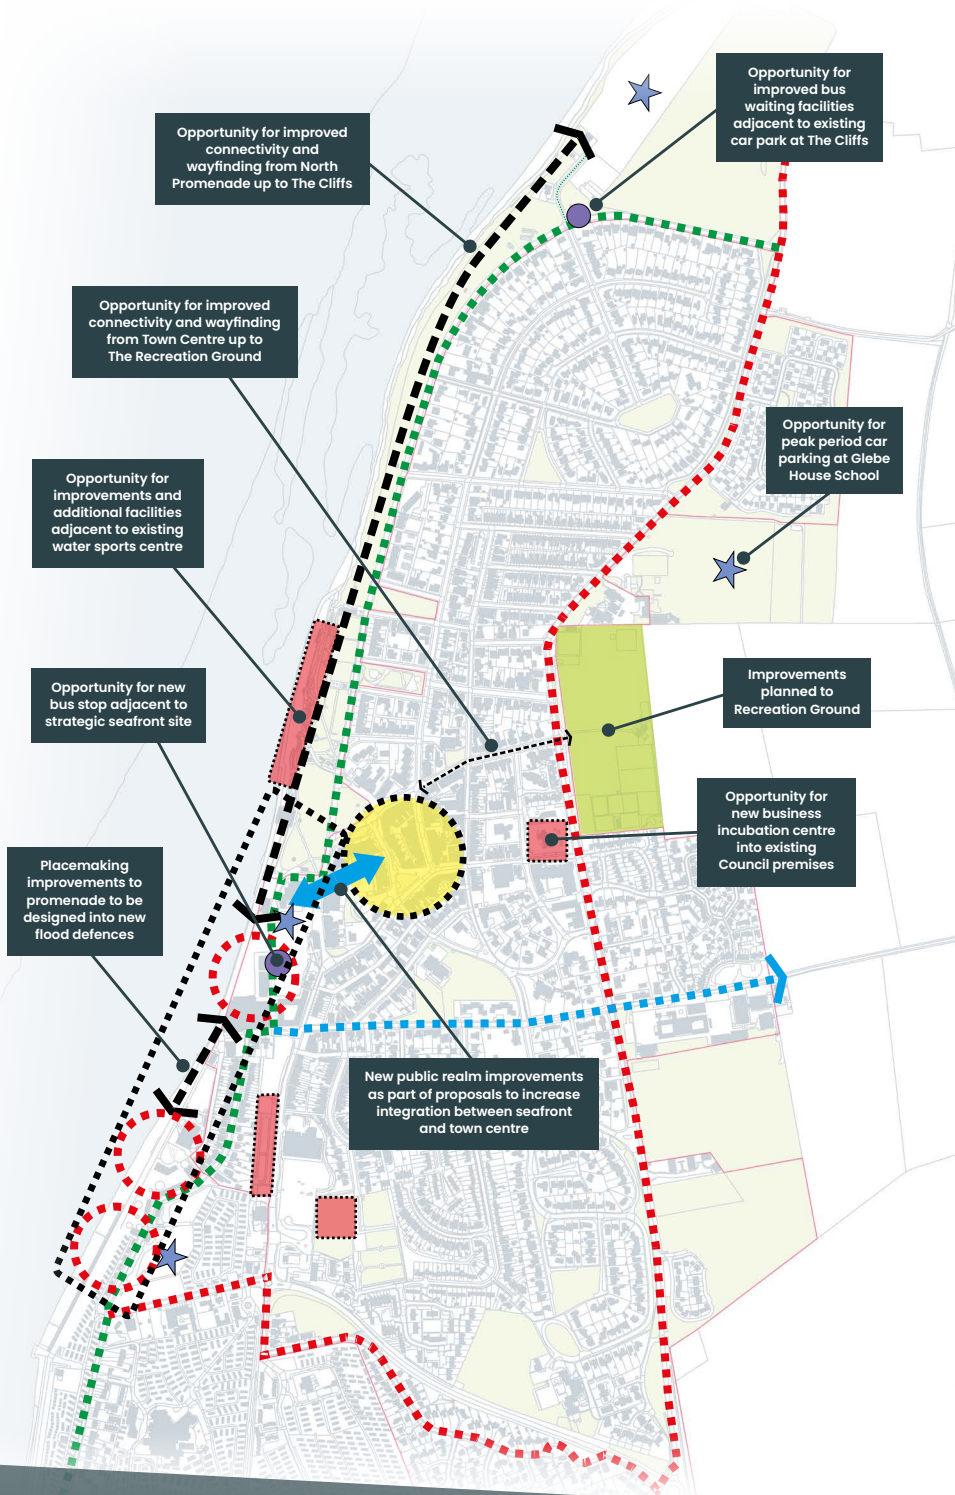 Opportunity for
improved bus
waiting facilities
adjacent to existing
car park at The Cliffs
Opportunity for improved
connectivity and
wayfinding from North
Promenade up to The Cliffs
Opportunity for improved
connectivity and wayfinding
from Town Centre up to
The Recreation Ground
Opportunity for
peak period car
parking at Glebe
House School
Opportunity for
improvements and
additional facilities
adjacent to existing
water sports centre
Improvements
planned to
Recreation Ground
Opportunity for new
bus stop adjacent to
strategic seafront site
Opportunity for
new business
incubation centre
into existing
Council premises
Placemaking
improvements to
promenade to be
designed into new
flood defences
New public realm improvements
as part of proposals to increase
integration between seafront
and town centre